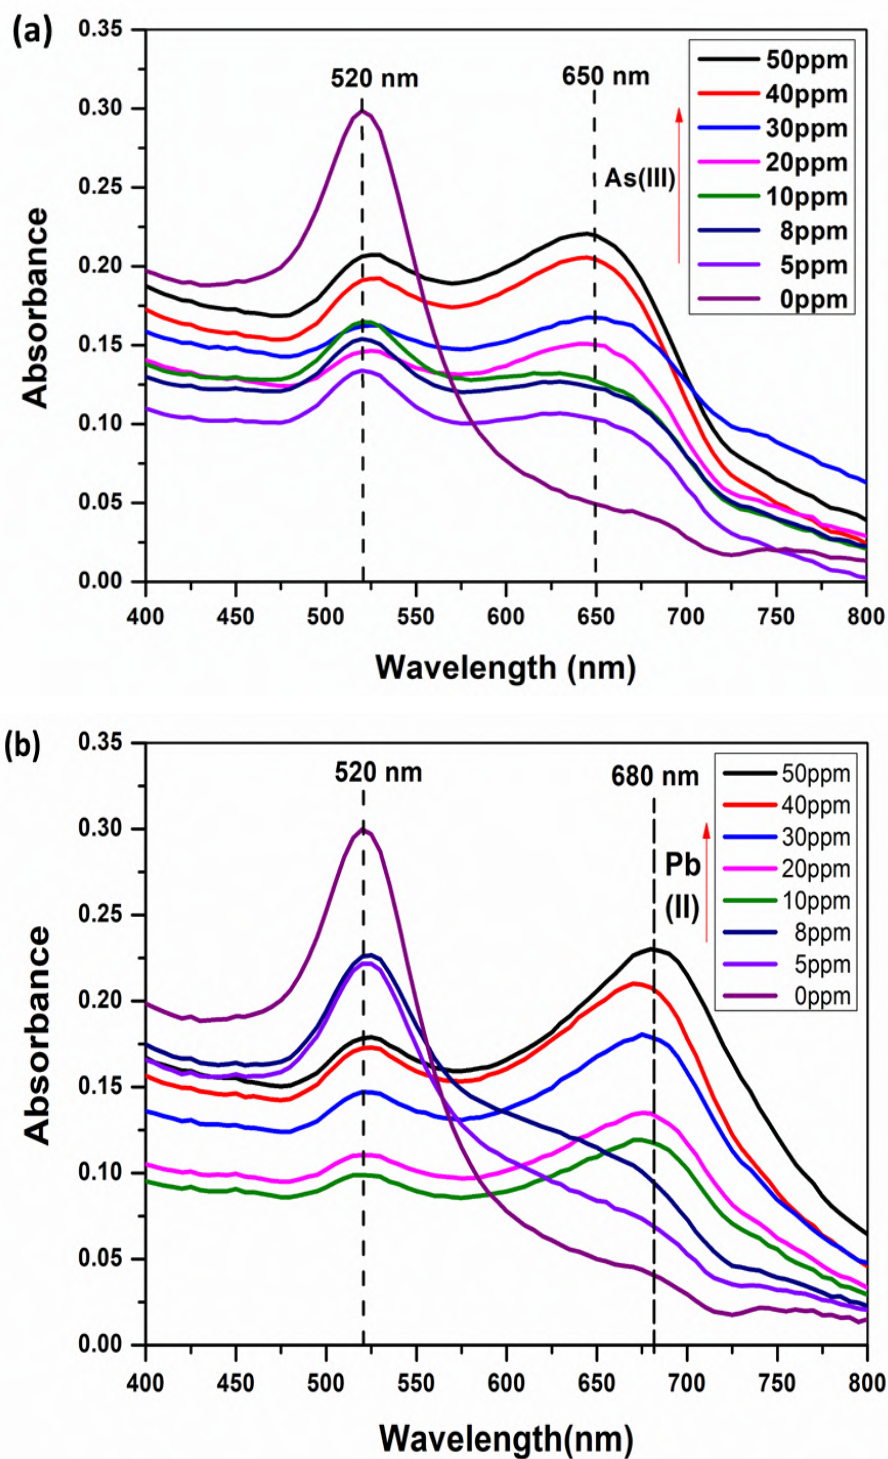 (a)
0.35
0.30
0.25
0.20
0.15
0.10
0.05
0.00
Absorbance
520 nm
650 nm
As(III)
50ppm
40ppm
30ppm
20ppm
10ppm
8ppm
5ppm
0ppm
400 450 500 550 600 650 700 750 800
Wavelength (nm)
(b)
0.35
0.30
0.25
0.20
0.15
0.10
0.05
0.00
Absorbance
520 nm
680 nm
Pb
(II)
50ppm
40ppm
30ppm
20ppm
10ppm
8ppm
5ppm
0ppm
400 450 500 550 600 650 700 750 800
Wavelength(nm)